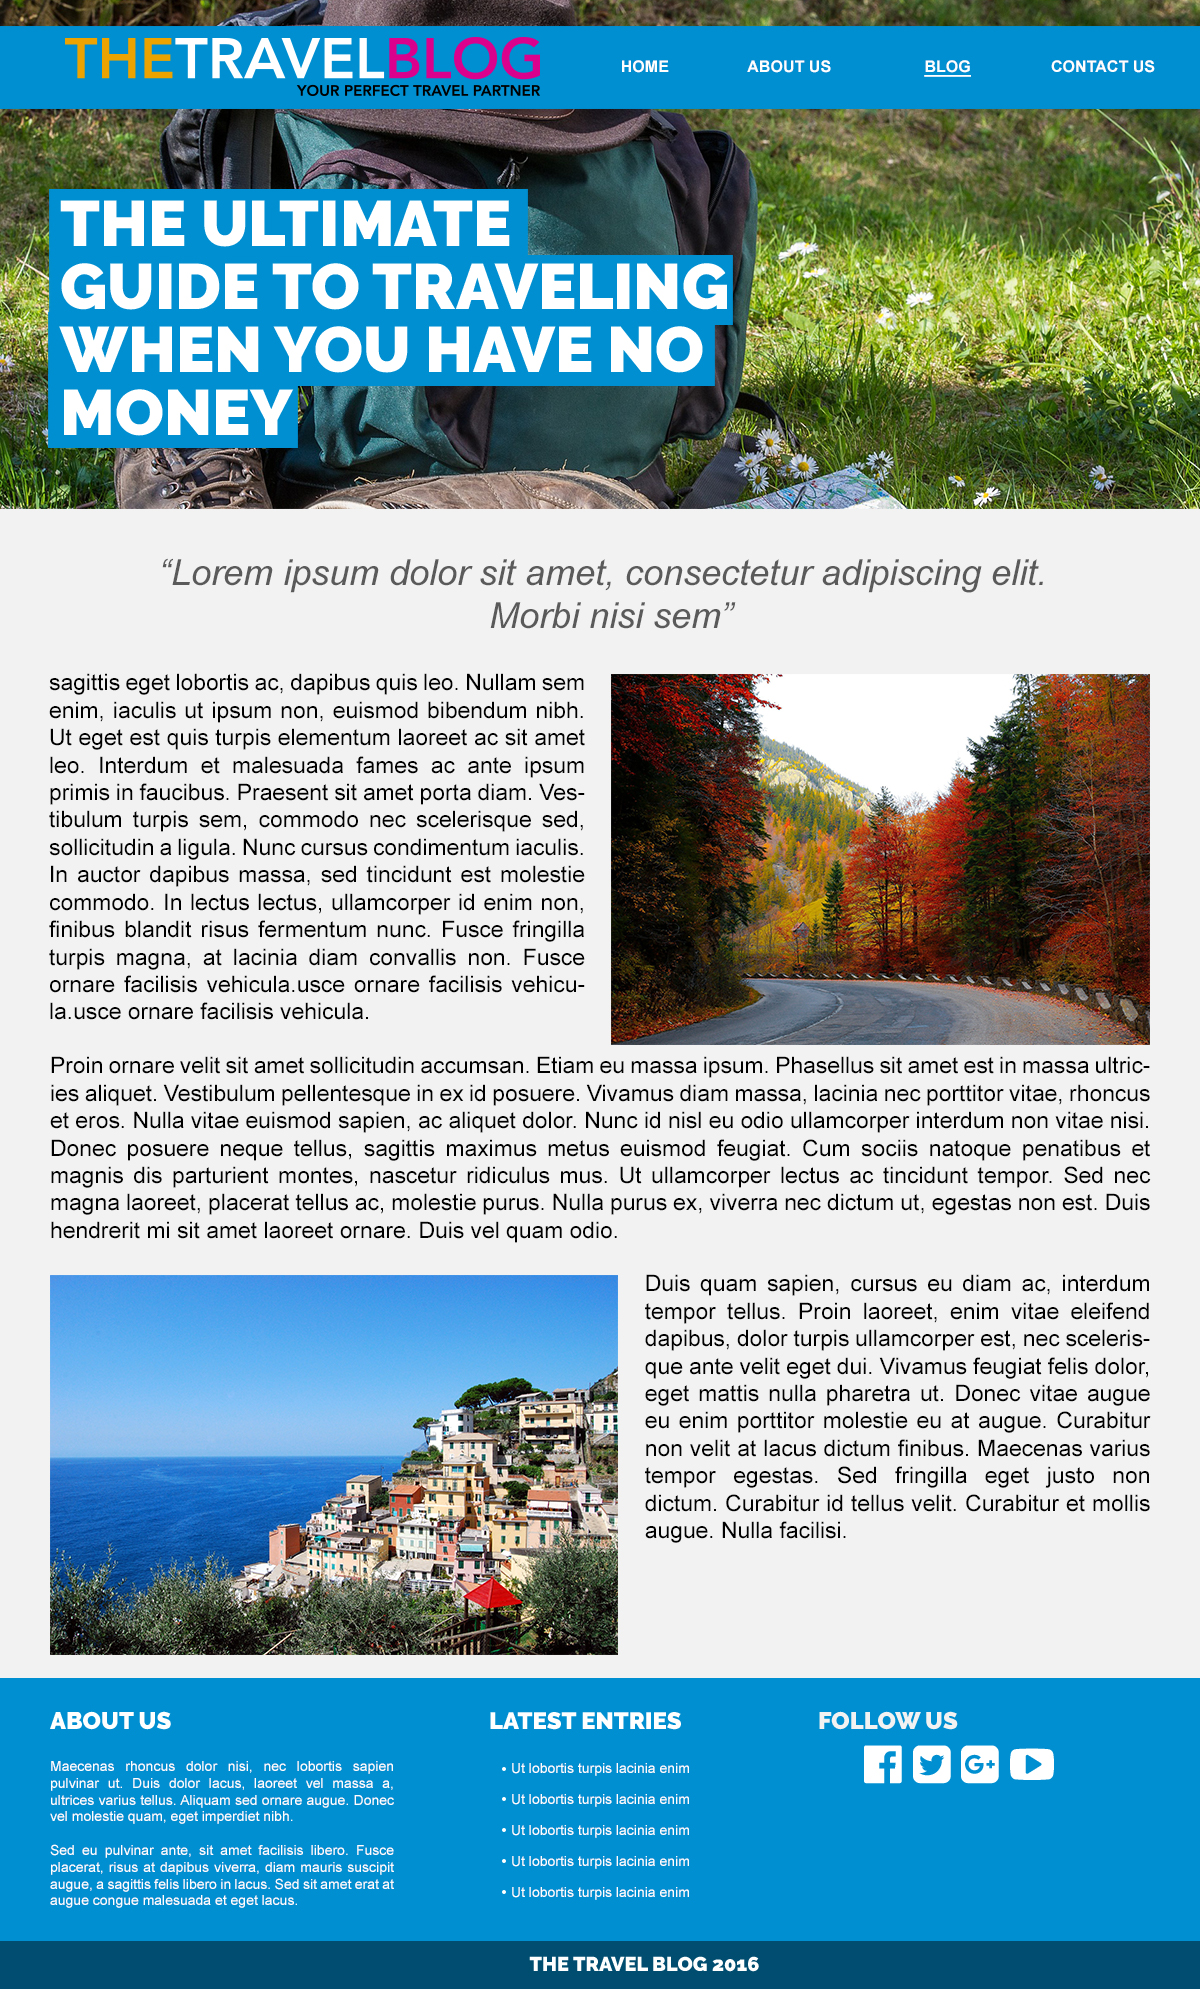 THETRAVELBLOG
YOUR PERFECT TRAVEL PARTNER
HOME ABOUT US BLOG CONTACT US
THE ULTIMATE
GUIDE TO TRAVELING
WHEN YOU HAVE NO
MONEY
“Lorem ipsum dolor sit amet, consectetur adipiscing elit.
Morbi nisi sem”
sagittis eget lobortis ac, dapibus quis leo. Nullam sem
enim, iaculis ut ipsum non, euismod bibendum nibh.
Ut eget est quis turpis elementum laoreet ac sit amet
leo. Interdum et malesuada fames ac ante ipsum
primis in faucibus. Praesent sit amet porta diam. Ves-
tibulum turpis sem, commodo nec scelerisque sed,
sollicitudin a ligula. Nunc cursus condimentum iaculis.
In auctor dapibus massa, sed tincidunt est molestie
commodo. In lectus lectus, ullamcorper id enim non,
finibus blandit risus fermentum nunc. Fusce fringilla
turpis magna, at lacinia diam convallis non. Fusce
ornare facilisis vehicula.usce ornare facilisis vehicu-
la.usce ornare facilisis vehicula.
Proin ornare velit sit amet sollicitudin accumsan. Etiam eu massa ipsum. Phasellus sit amet est in massa ultric-
ies aliquet. Vestibulum pellentesque in ex id posuere. Vivamus diam massa, lacinia nec porttitor vitae, rhoncus
et eros. Nulla vitae euismod sapien, ac aliquet dolor. Nunc id nisl eu odio ullamcorper interdum non vitae nisi.
Donec posuere neque tellus, sagittis maximus metus euismod feugiat. Cum sociis natoque penatibus et
magnis dis parturient montes, nascetur ridiculus mus. Ut ullamcorper lectus ac tincidunt tempor. Sed nec
magna laoreet, placerat tellus ac, molestie purus. Nulla purus ex, viverra nec dictum ut, egestas non est. Duis
hendrerit mi sit amet laoreet ornare. Duis vel quam odio.
Duis quam sapien, cursus eu diam ac, interdum
tempor tellus. Proin laoreet, enim vitae eleifend
dapibus, dolor turpis ullamcorper est, nec sceleris-
que ante velit eget dui. Vivamus feugiat felis dolor,
eget mattis nulla pharetra ut. Donec vitae augue
eu enim porttitor molestie eu at augue. Curabitur
non velit at lacus dictum finibus. Maecenas varius
tempor egestas. Sed fringilla eget justo non
dictum. Curabitur id tellus velit. Curabitur et mollis
augue. Nulla facilisi.
ABOUT US
Maecenas rhoncus dolor nisi, nec lobortis sapien
pulvinar ut. Duis dolor lacus, laoreet vel massa a,
ultrices varius tellus. Aliquam sed ornare augue. Donec
vel molestie quam, eget imperdiet nibh.
Sed eu pulvinar ante, sit amet facilisis libero. Fusce
placerat, risus at dapibus viverra, diam mauris suscipit
augue, a sagittis felis libero in lacus. Sed sit amet erat at
augue congue malesuada et eget lacus.
LATEST ENTRIES
• Ut lobortis turpis lacinia enim
• Ut lobortis turpis lacinia enim
• Ut lobortis turpis lacinia enim
• Ut lobortis turpis lacinia enim
• Ut lobortis turpis lacinia enim
FOLLOW US
THE TRAVEL BLOG 2016